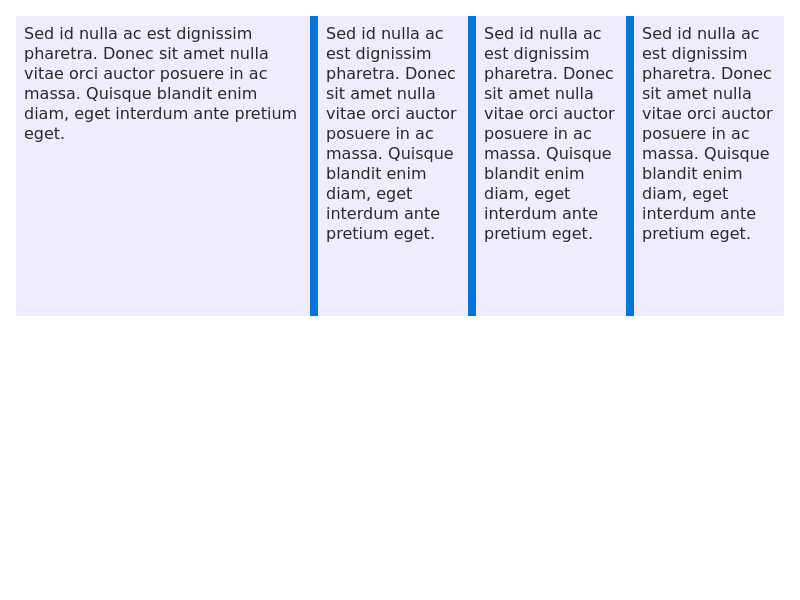 Sed id nulla ac est dignissim
pharetra. Donec sit amet nulla
vitae orci auctor posuere in ac
massa. Quisque blandit enim
diam, eget interdum ante pretium
eget.
Sed id nulla ac
est dignissim
pharetra. Donec
sit amet nulla
vitae orci auctor
posuere in ac
massa. Quisque
blandit enim
diam, eget
interdum ante
pretium eget.
Sed id nulla ac
est dignissim
pharetra. Donec
sit amet nulla
vitae orci auctor
posuere in ac
massa. Quisque
blandit enim
diam, eget
interdum ante
pretium eget.
Sed id nulla ac
est dignissim
pharetra. Donec
sit amet nulla
vitae orci auctor
posuere in ac
massa. Quisque
blandit enim
diam, eget
interdum ante
pretium eget.